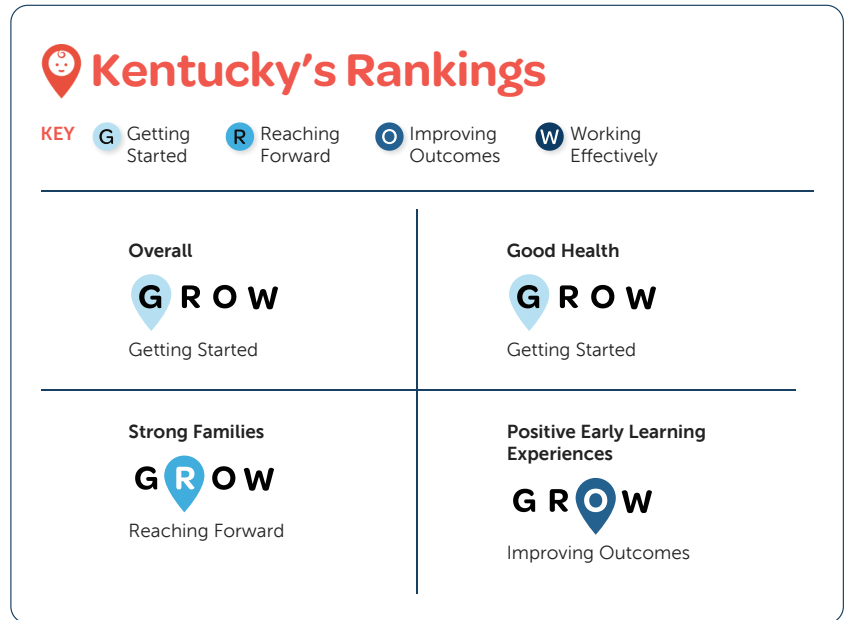 Kentucky's Rankings
KEY
G Getting Started
R Reaching Forward
O Improving Outcomes
W Working Effectively
Overall
G R O W
Getting Started
Good Health
G R O W
Getting Started
Strong Families
G R O W
Reaching Forward
Positive Early Learning
Experiences
G R O W
Improving Outcomes